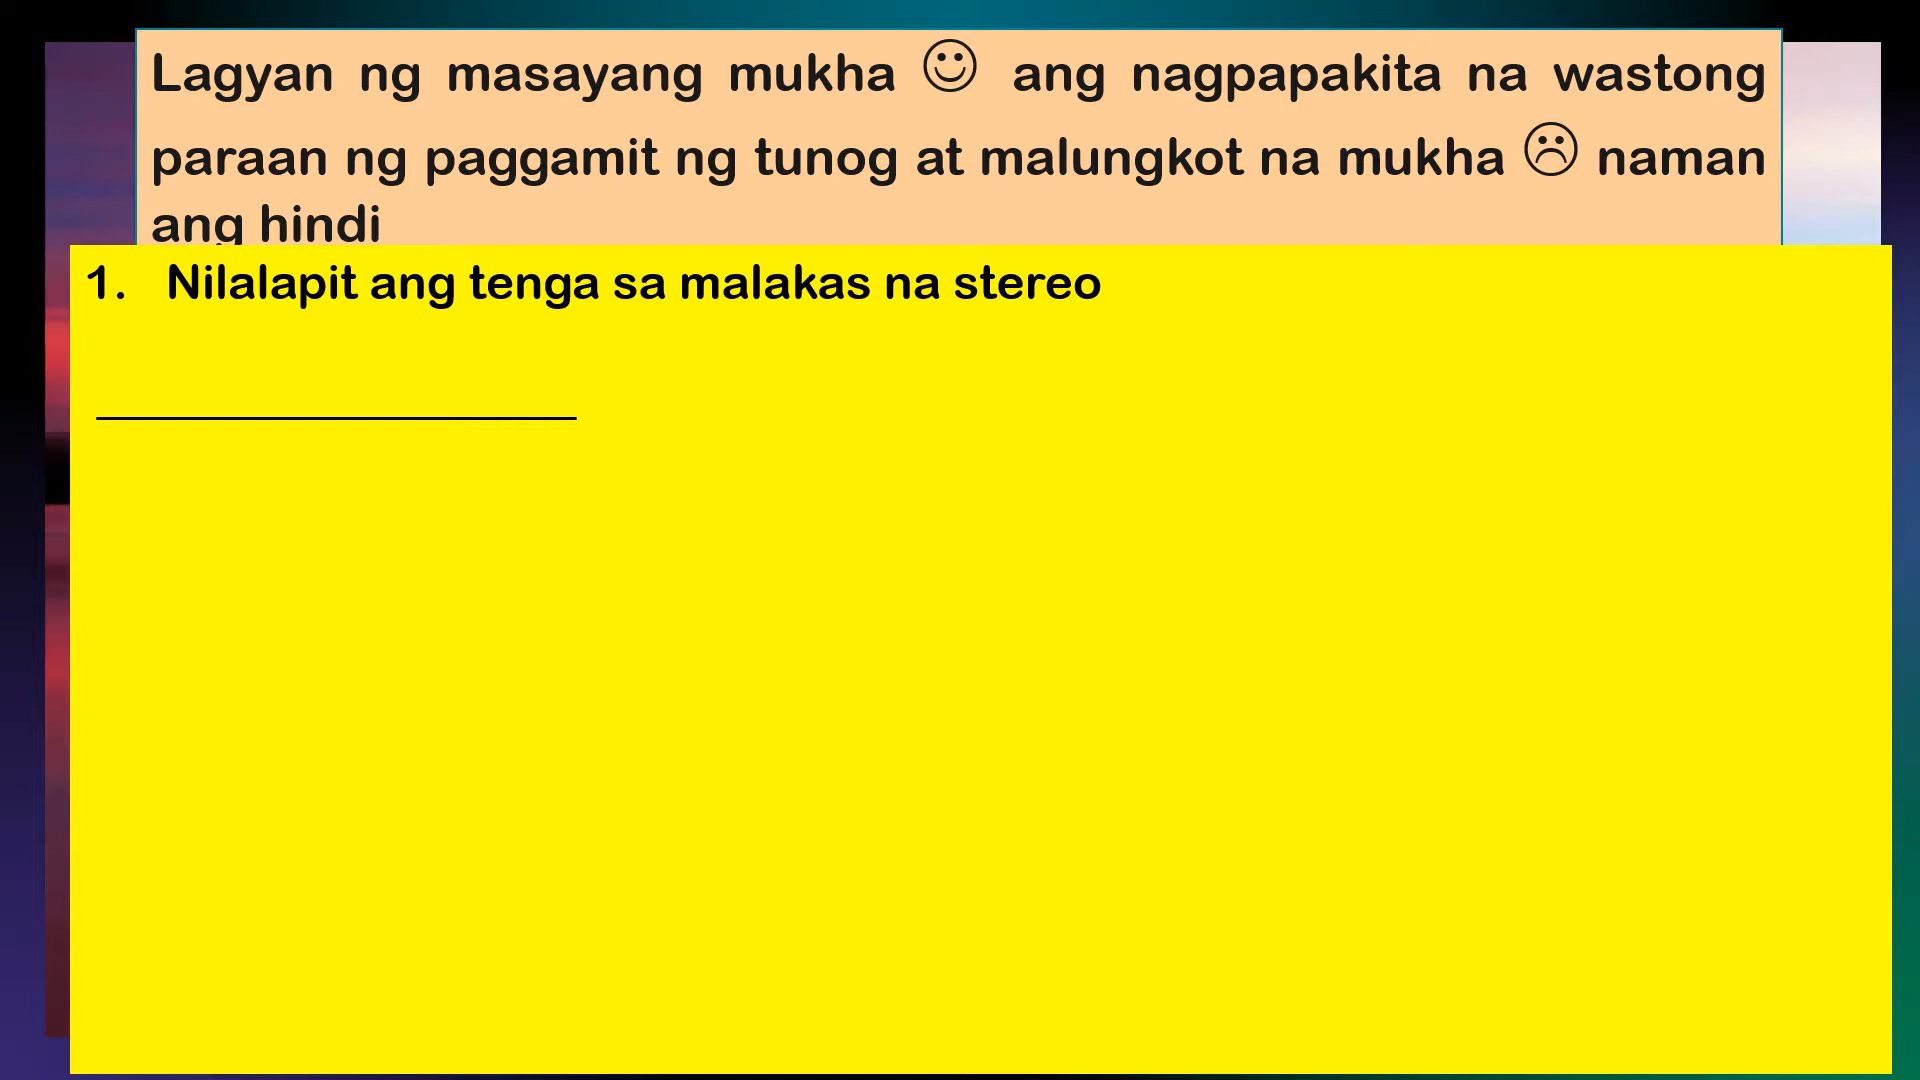 Lagyan ng masayang mukha ☺ ang nagpapakita na wastong
paraan ng paggamit ng tunog at malungkot na mukha ☹ naman
ang hindi
1. Nilalapit ang tenga sa malakas na stereo
____________________